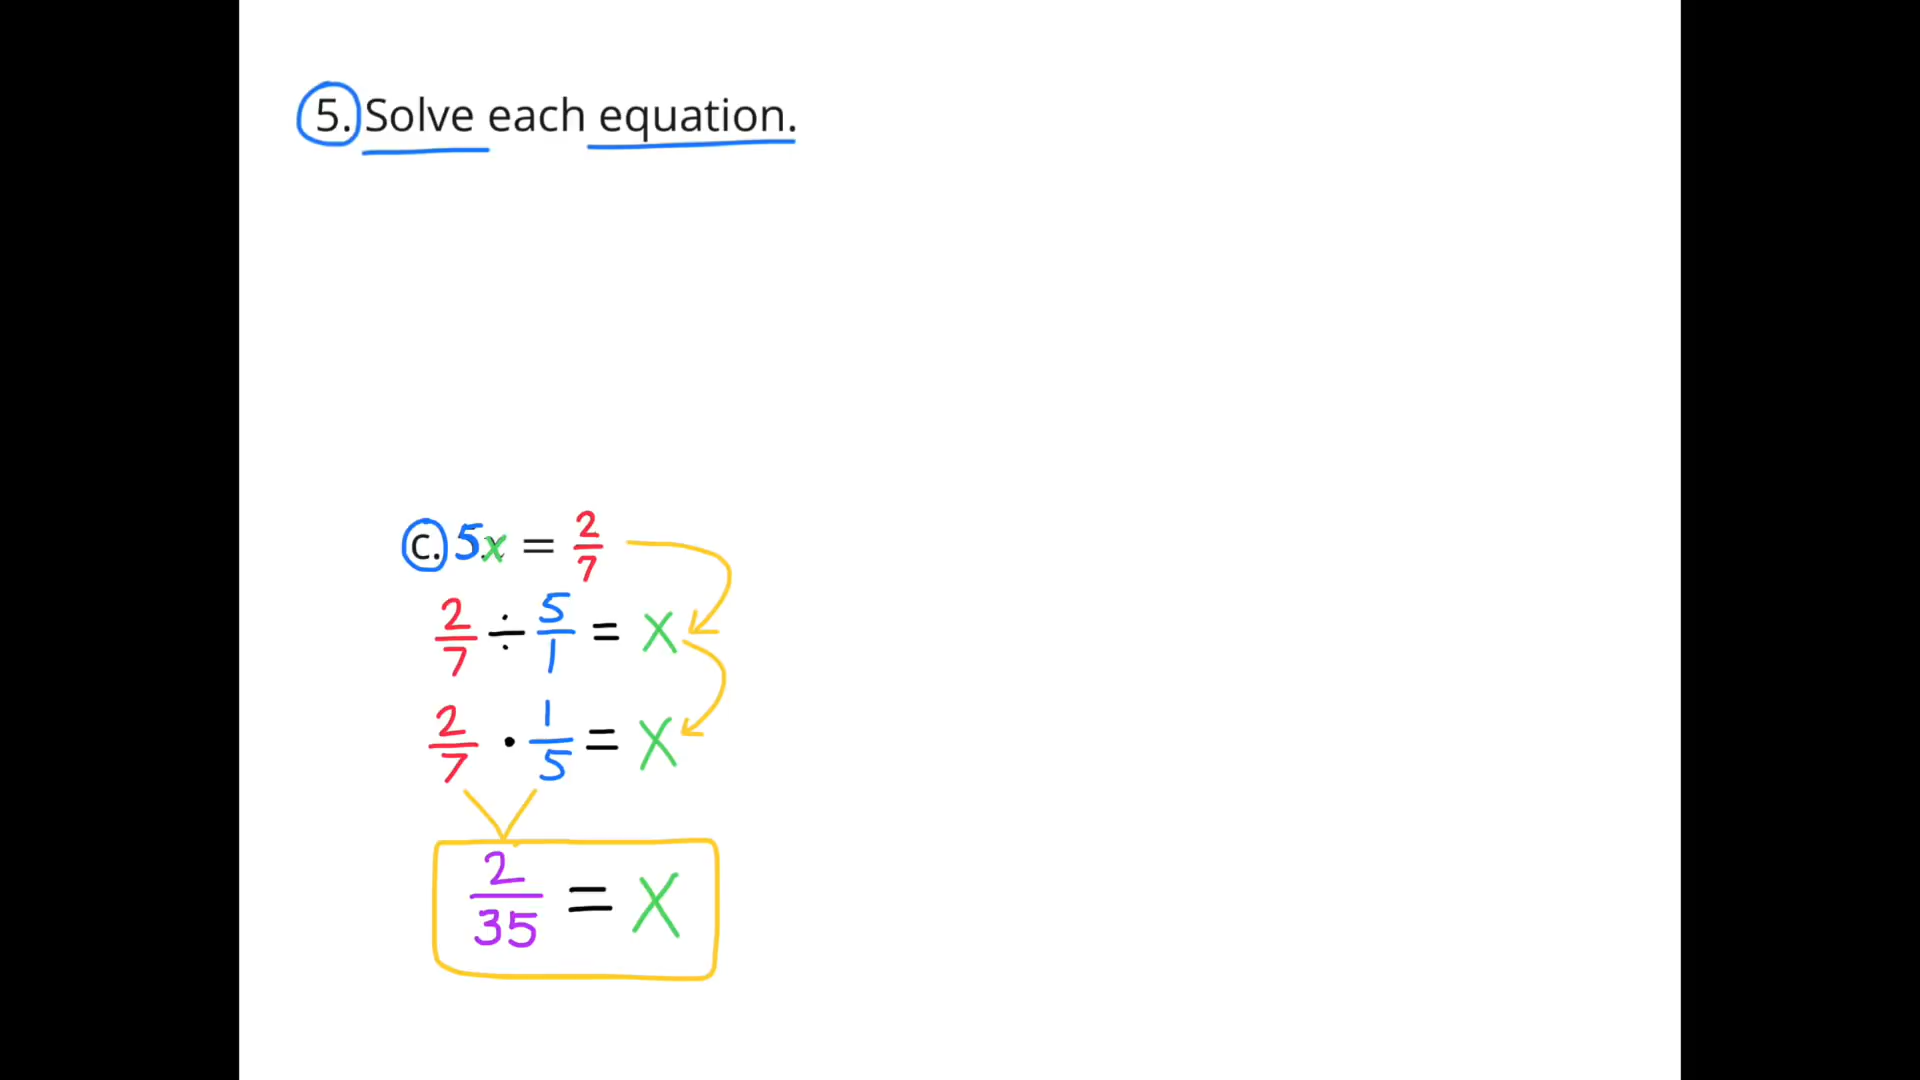 5. Solve each equation.
c. 5x = 2/7
2/7 ÷ 5/1 = x
2/7 · 1/5 = x
2/35 = x